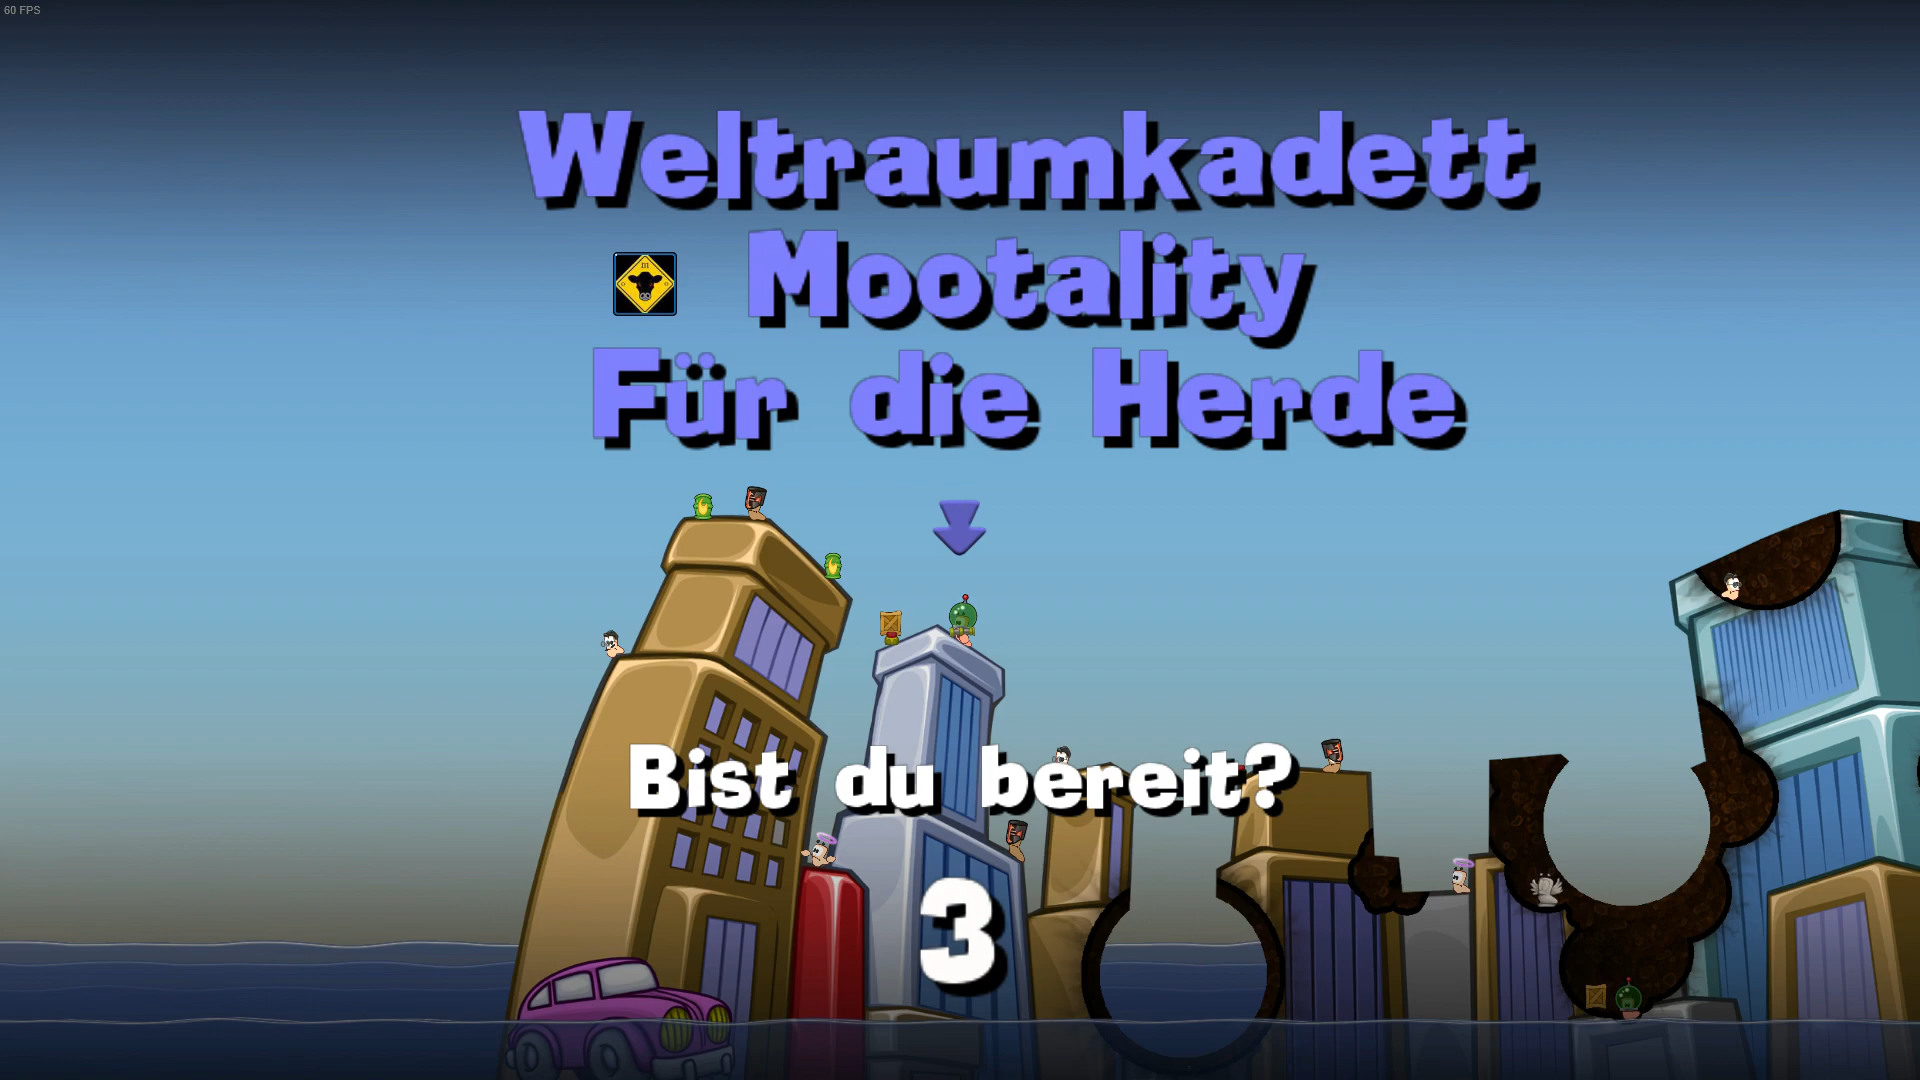 60 FPS
Weltraumkadett
Mootality
Für die Herde
Bist du bereit?
3